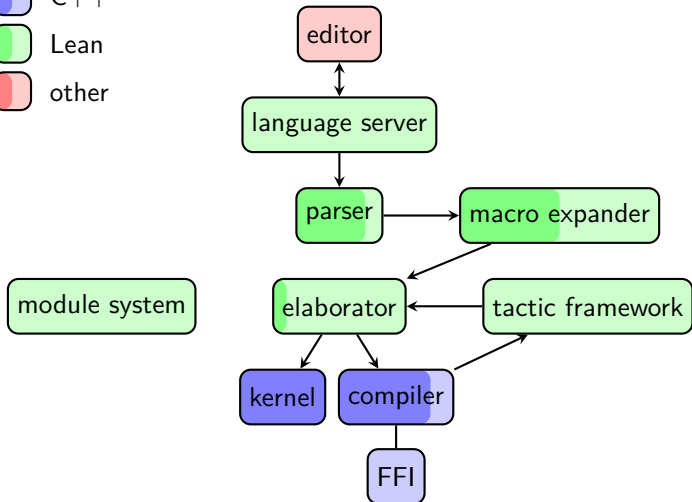 editor
Lean
other
language server
parser
macro expander
module system
elaborator
tactic framework
kernel
compiler
FFI